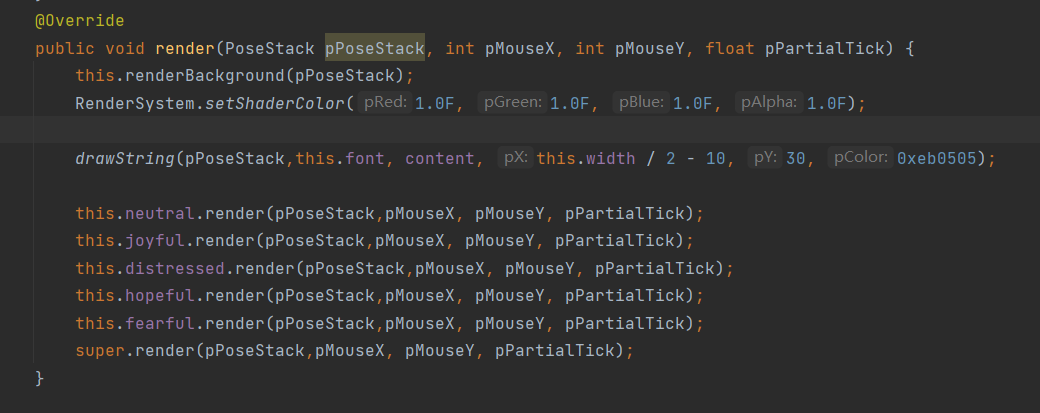 @Override
public void render(PoseStack pPoseStack, int pMouseX, int pMouseY, float pPartialTick) {
this.renderBackground(pPoseStack);
RenderSystem.setShaderColor( pRed: 1.0F, pGreen: 1.0F, pBlue: 1.0F, pAlpha: 1.0F);
drawString(pPoseStack,this.font, content, pX: this.width / 2 - 10, pY: 30, pColor: 0xeb0505);
this.neutral.render(pPoseStack,pMouseX, pMouseY, pPartialTick);
this.joyful.render(pPoseStack,pMouseX, pMouseY, pPartialTick);
this.distressed.render(pPoseStack,pMouseX, pMouseY, pPartialTick);
this.hopeful.render(pPoseStack,pMouseX, pMouseY, pPartialTick);
this.fearful.render(pPoseStack,pMouseX, pMouseY, pPartialTick);
super.render(pPoseStack,pMouseX, pMouseY, pPartialTick);
}